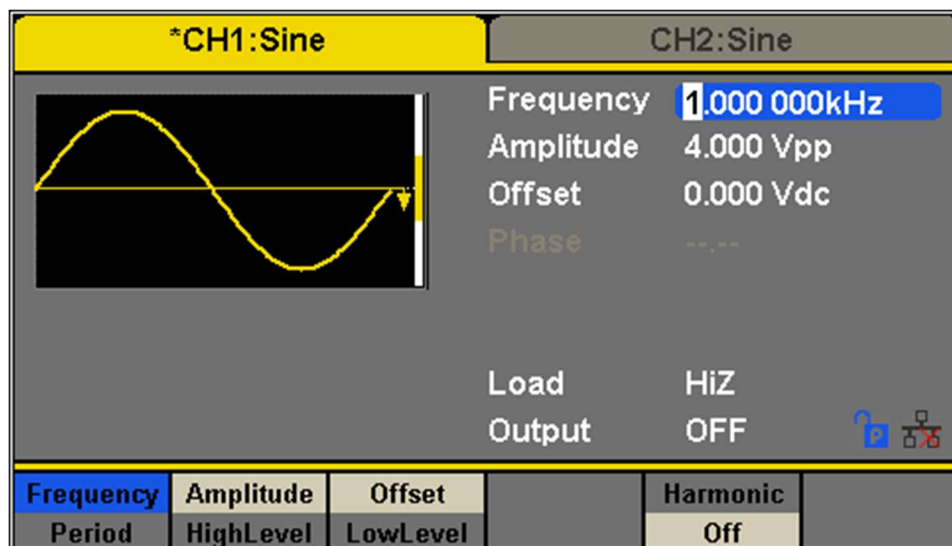 *CH1:Sine
CH2:Sine
Frequency 1.000 000kHz
Amplitude 4.000 Vpp
Offset 0.000 Vdc
Phase --.--
Load HiZ
Output OFF
P
Frequency Amplitude Offset Harmonic
Period HighLevel LowLevel Off